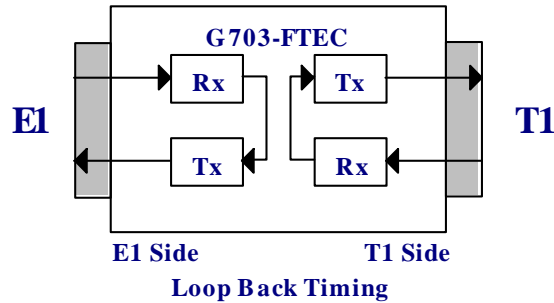 G703-FTEC
Rx
Tx
E1
T1
Tx
Rx
E1 Side
T1 Side
Loop Back Timing